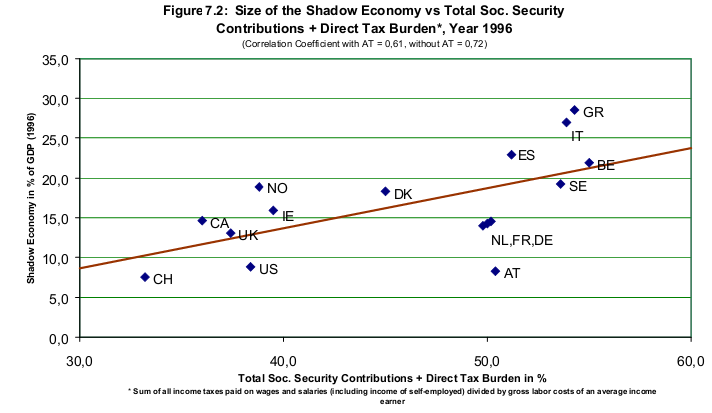 Figure 7.2: Size of the Shadow Economy vs Total Soc. Security
Contributions + Direct Tax Burden*, Year 1996
(Correlation Coefficient with AT = 0,61, without AT = 0,72)
Shadow Economy in % of GDP (1996)
35,0
30,0
25,0
20,0
15,0
10,0
5,0
0,0
GR
IT
ES
BE
SE
NO
DK
IE
CA
UK
NL,FR,DE
US
AT
CH
30,0 40,0 50,0 60,0
Total Soc. Security Contributions + Direct Tax Burden in %
* Sum of all income taxes paid on wages and salaries (including income of self-employed) divided by gross labor costs of an average income
earner